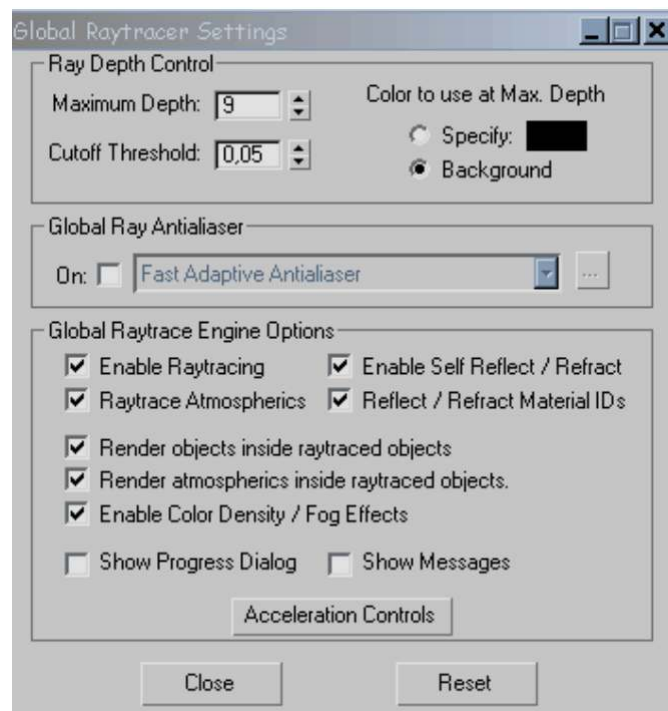 Global Raytracer Settings
Ray Depth Control
Maximum Depth: 9
Color to use at Max. Depth
Specify:
Cutoff Threshold: 0,05
Background
Global Ray Antialiaser
On: Fast Adaptive Antialiaser ...
Global Raytrace Engine Options
Enable Raytracing Enable Self Reflect / Refract
Raytrace Atmospherics Reflect / Refract Material IDs
Render objects inside raytraced objects
Render atmospherics inside raytraced objects.
Enable Color Density / Fog Effects
Show Progress Dialog Show Messages
Acceleration Controls
Close Reset